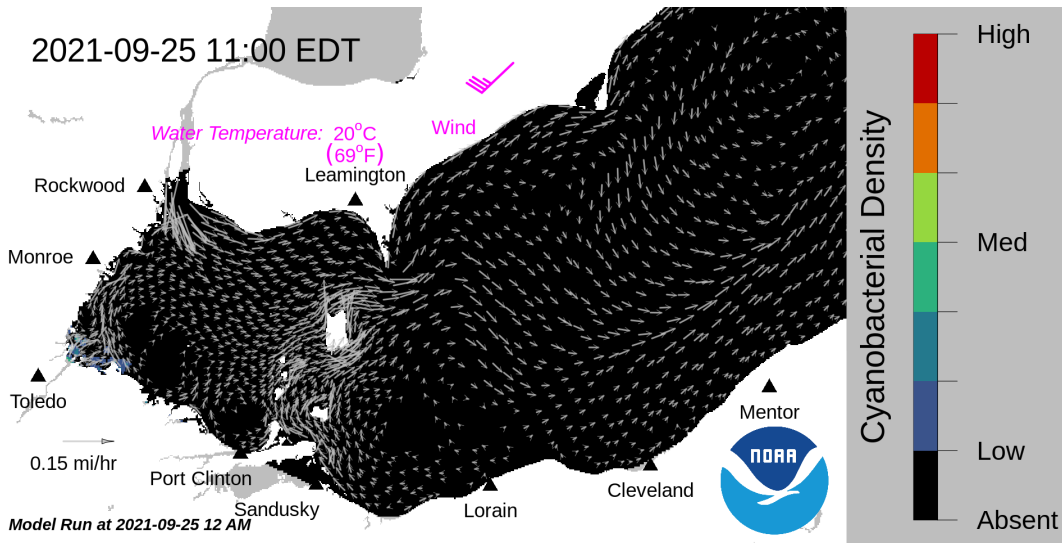 2021-09-25 11:00 EDT
High
Water Temperature: 20°C
(69°F)
Wind
Leamington
Rockwood
Monroe
Med
Cyanobacterial Density
Toledo
Mentor
NOAA
0.15 mi/hr
Port Clinton
Sandusky
Lorain
Cleveland
Low
Model Run at 2021-09-25 12 AM
Absent